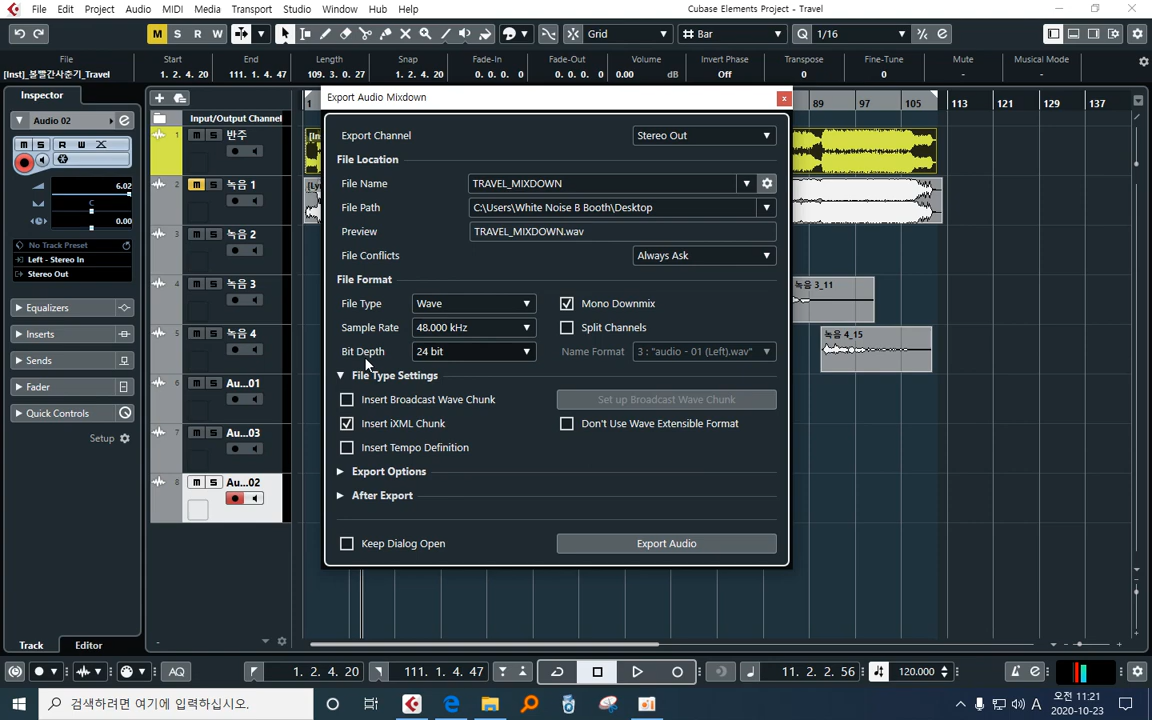 File Edit Project Audio MIDI Media Transport Studio Window Hub Help
Cubase Elements Project - Travel
M S R W Grid Bar Q 1/16
File Start End Length Snap Fade-In Fade-Out Volume Invert Phase Transpose Fine-Tune Mute Musical Mode
[Inst]_볼빨간사춘기_Travel 1. 2. 4. 20 111. 1. 4. 47 109. 3. 0. 27 1. 2. 4. 20 0. 0. 0. 0 0. 0. 0. 0 0.00 dB Off 0 0 - -
Inspector
Audio 02
M S R W
6.02
C
0.00
No Track Preset
Left - Stereo In
Stereo Out
Equalizers
Inserts
Sends
Fader
Quick Controls
Setup
Track Editor
Input/Output Channel
1 M S 반주
2 M S 녹음 1
3 M S 녹음 2
4 M S 녹음 3
5 M S 녹음 4
6 M S Au...01
7 M S Au...03
8 M S Au...02
1 89 97 105 113 121 129 137
녹음 3_11
녹음 4_15
Export Audio Mixdown
Export Channel Stereo Out
File Location
File Name TRAVEL_MIXDOWN
File Path C:\Users\White Noise B Booth\Desktop
Preview TRAVEL_MIXDOWN.wav
File Conflicts Always Ask
File Format
File Type Wave Mono Downmix
Sample Rate 48.000 kHz Split Channels
Bit Depth 24 bit Name Format 3 : "audio - 01 (Left).wav"
File Type Settings
Insert Broadcast Wave Chunk Set up Broadcast Wave Chunk
Insert iXML Chunk Don't Use Wave Extensible Format
Insert Tempo Definition
Export Options
After Export
Keep Dialog Open Export Audio
AQ 1. 2. 4. 20 111. 1. 4. 47 11. 2. 2. 56 120.000
검색하려면 여기에 입력하십시오.
A 오전 11:21
2020-10-23